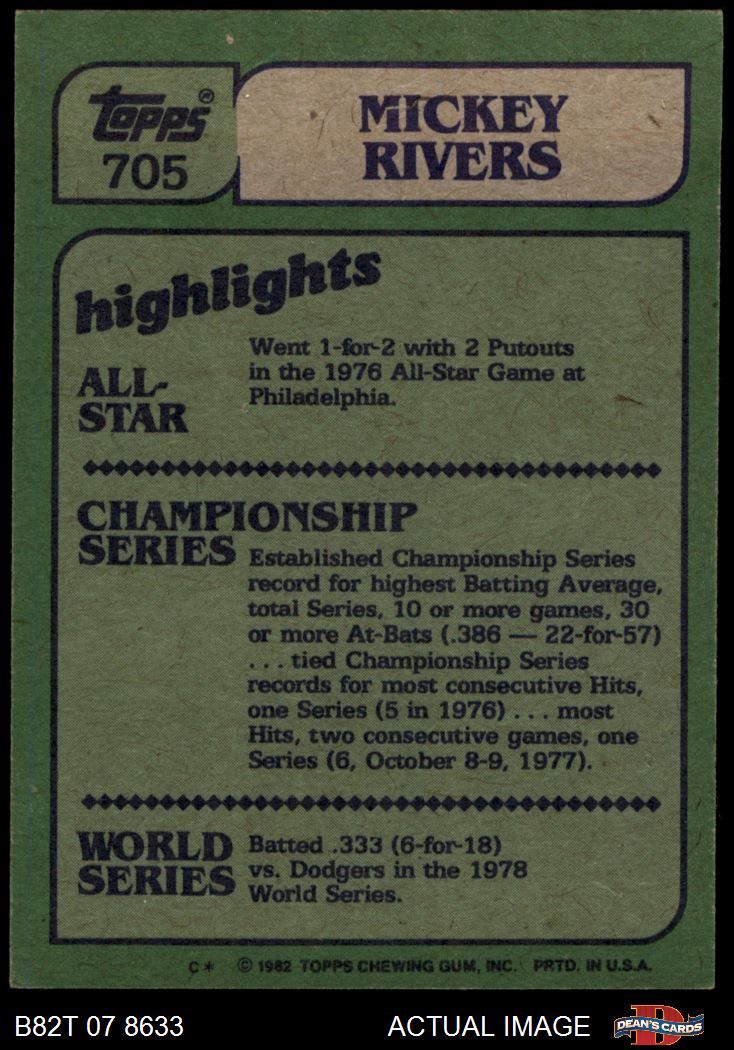 Topps®
705
MICKEY
RIVERS
highlights
ALL-
STAR
Went 1-for-2 with 2 Putouts
in the 1976 All-Star Game at
Philadelphia.
CHAMPIONSHIP
SERIES
Established Championship Series
record for highest Batting Average,
total Series, 10 or more games, 30
or more At-Bats (.386 — 22-for-57)
. . . tied Championship Series
records for most consecutive Hits,
one Series (5 in 1976) . . . most
Hits, two consecutive games, one
Series (6, October 8-9, 1977).
WORLD
SERIES
Batted .333 (6-for-18)
vs. Dodgers in the 1978
World Series.
C* © 1982 TOPPS CHEWING GUM, INC. PRTD. IN U.S.A.
B82T 07 8633 ACTUAL IMAGE
D
DEAN'S CARDS